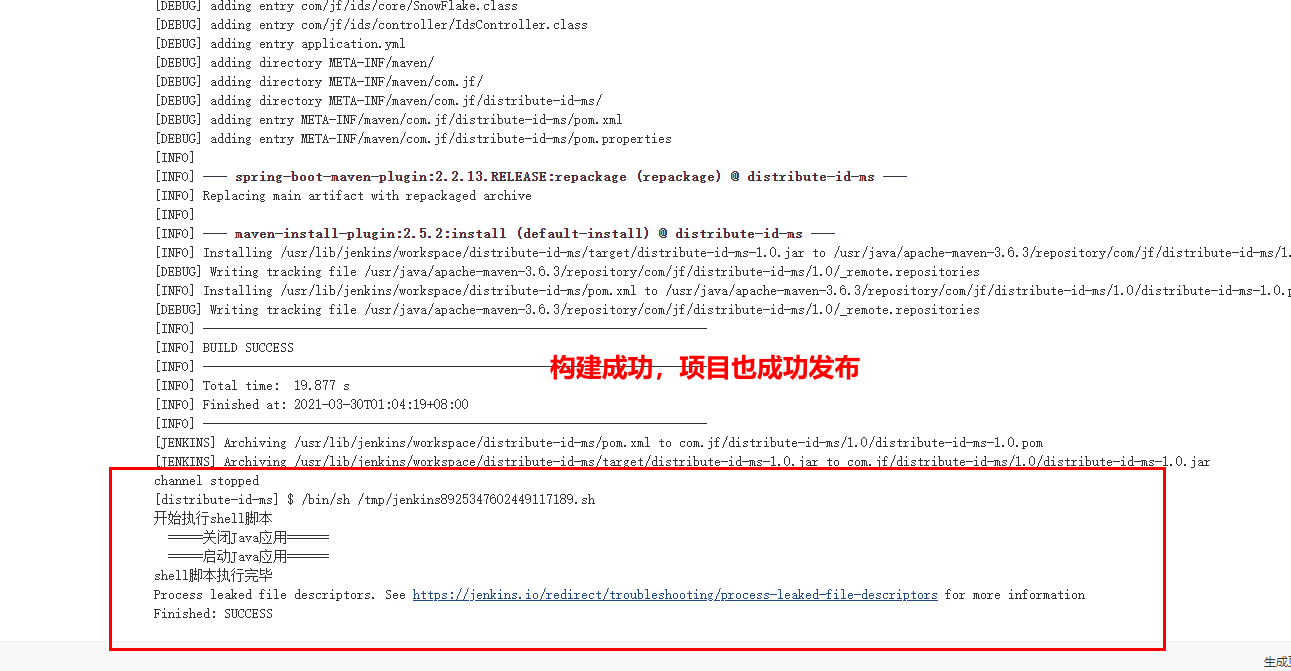 [DEBUG] adding entry com/jf/ids/core/SnowFlake.class
[DEBUG] adding entry com/jf/ids/controller/IdsController.class
[DEBUG] adding entry application.yml
[DEBUG] adding directory META-INF/maven/
[DEBUG] adding directory META-INF/maven/com.jf/
[DEBUG] adding directory META-INF/maven/com.jf/distribute-id-ms/
[DEBUG] adding entry META-INF/maven/com.jf/distribute-id-ms/pom.xml
[DEBUG] adding entry META-INF/maven/com.jf/distribute-id-ms/pom.properties
[INFO]
[INFO] --- spring-boot-maven-plugin:2.2.13.RELEASE:repackage (repackage) @ distribute-id-ms ---
[INFO] Replacing main artifact with repackaged archive
[INFO]
[INFO] --- maven-install-plugin:2.5.2:install (default-install) @ distribute-id-ms ---
[INFO] Installing /usr/lib/jenkins/workspace/distribute-id-ms/target/distribute-id-ms-1.0.jar to /usr/java/apache-maven-3.6.3/repository/com/jf/distribute-id-ms/1.
[DEBUG] Writing tracking file /usr/java/apache-maven-3.6.3/repository/com/jf/distribute-id-ms/1.0/_remote.repositories
[INFO] Installing /usr/lib/jenkins/workspace/distribute-id-ms/pom.xml to /usr/java/apache-maven-3.6.3/repository/com/jf/distribute-id-ms/1.0/distribute-id-ms-1.0.p
[DEBUG] Writing tracking file /usr/java/apache-maven-3.6.3/repository/com/jf/distribute-id-ms/1.0/_remote.repositories
[INFO] ------------------------------------------------------------------------
[INFO] BUILD SUCCESS
[INFO] ------------------------------------------------------------------------
构建成功，项目也成功发布
[INFO] Total time:  19.877 s
[INFO] Finished at: 2021-03-30T01:04:19+08:00
[INFO] ------------------------------------------------------------------------
[JENKINS] Archiving /usr/lib/jenkins/workspace/distribute-id-ms/pom.xml to com.jf/distribute-id-ms/1.0/distribute-id-ms-1.0.pom
[JENKINS] Archiving /usr/lib/jenkins/workspace/distribute-id-ms/target/distribute-id-ms-1.0.jar to com.jf/distribute-id-ms/1.0/distribute-id-ms-1.0.jar
channel stopped
[distribute-id-ms] $ /bin/sh /tmp/jenkins8925347602449117189.sh
开始执行shell脚本
=====关闭Java应用======
=====启动Java应用======
shell脚本执行完毕
Process leaked file descriptors. See https://jenkins.io/redirect/troubleshooting/process-leaked-file-descriptors for more information
Finished: SUCCESS
生成